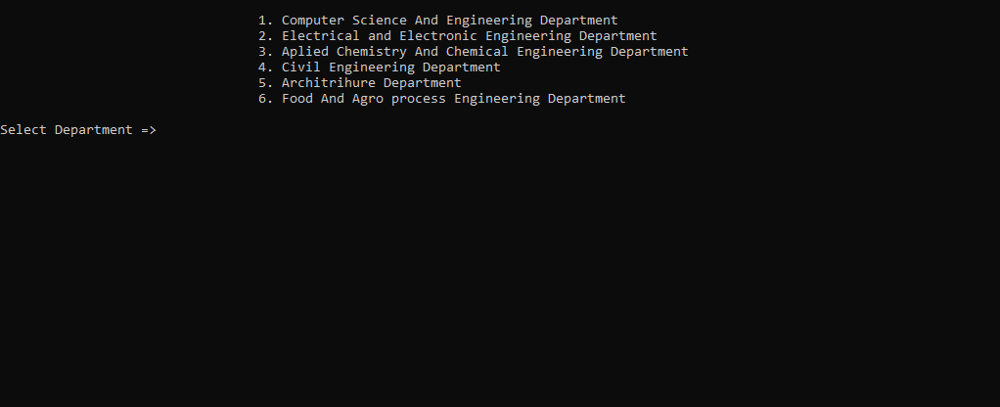 1. Computer Science And Engineering Department
2. Electrical and Electronic Engineering Department
3. Aplied Chemistry And Chemical Engineering Department
4. Civil Engineering Department
5. Architrihure Department
6. Food And Agro process Engineering Department
Select Department =>